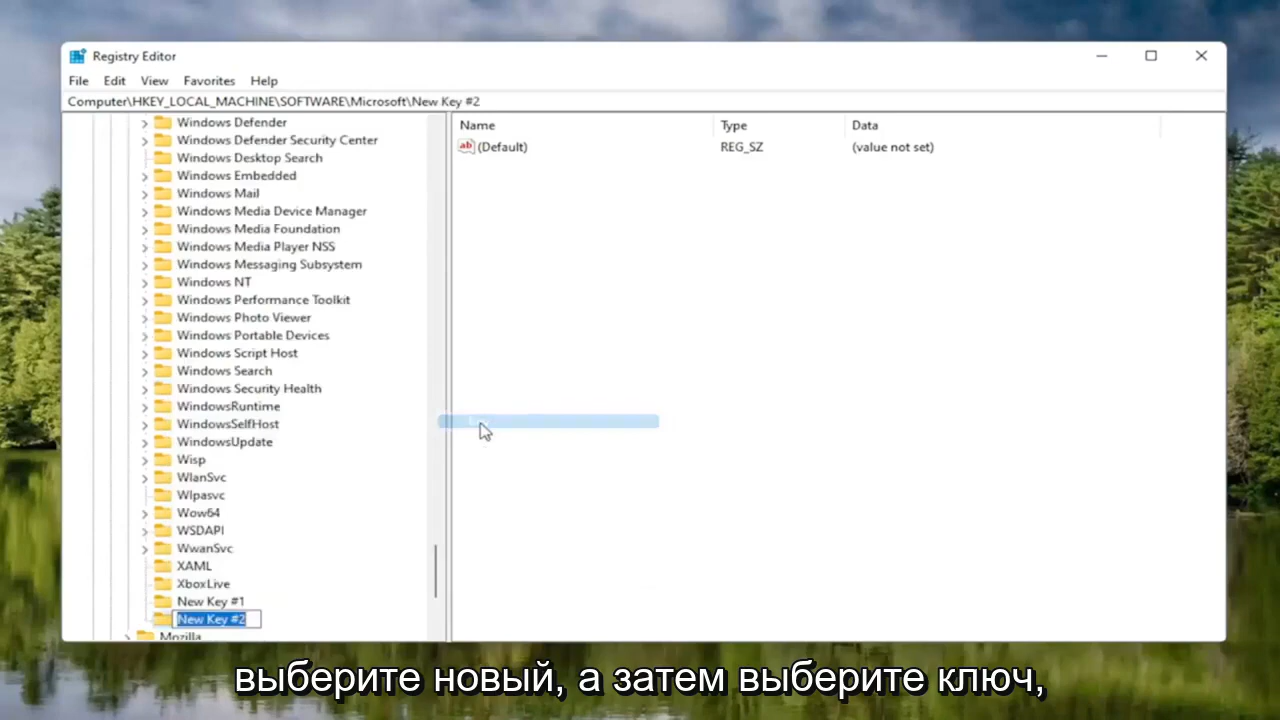 Registry Editor
File Edit View Favorites Help
Computer\HKEY_LOCAL_MACHINE\SOFTWARE\Microsoft\New Key #2
Name Type Data
(Default) REG_SZ (value not set)
Windows Defender
Windows Defender Security Center
Windows Desktop Search
Windows Embedded
Windows Mail
Windows Media Device Manager
Windows Media Foundation
Windows Media Player NSS
Windows Messaging Subsystem
Windows NT
Windows Performance Toolkit
Windows Photo Viewer
Windows Portable Devices
Windows Script Host
Windows Search
Windows Security Health
WindowsRuntime
WindowsSelfHost
WindowsUpdate
Wisp
WlanSvc
Wlpasvc
Wow64
WSDAPI
WwanSvc
XAML
XboxLive
New Key #1
New Key #2
Mozilla
выберите новый, а затем выберите ключ,